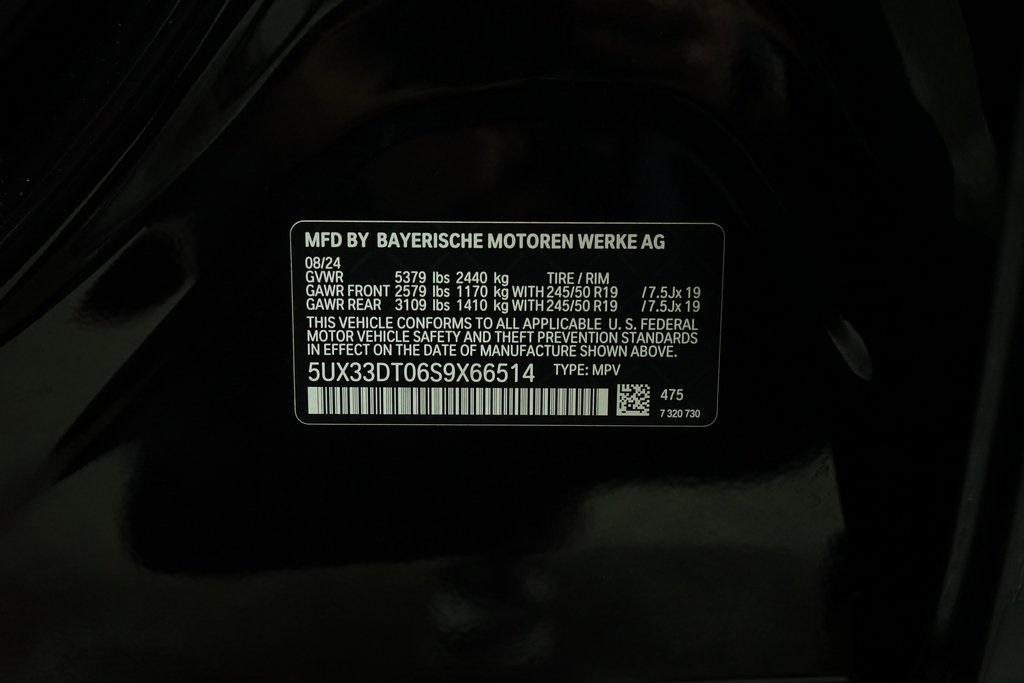 MFD BY BAYERISCHE MOTOREN WERKE AG
08/24
GVWR 5379 lbs 2440 kg TIRE / RIM
GAWR FRONT 2579 lbs 1170 kg WITH 245/50 R19 / 7.5Jx 19
GAWR REAR 3109 lbs 1410 kg WITH 245/50 R19 / 7.5Jx 19
THIS VEHICLE CONFORMS TO ALL APPLICABLE U. S. FEDERAL
MOTOR VEHICLE SAFETY AND THEFT PREVENTION STANDARDS
IN EFFECT ON THE DATE OF MANUFACTURE SHOWN ABOVE.
5UX33DT06S9X66514 TYPE: MPV
475
7 320 730